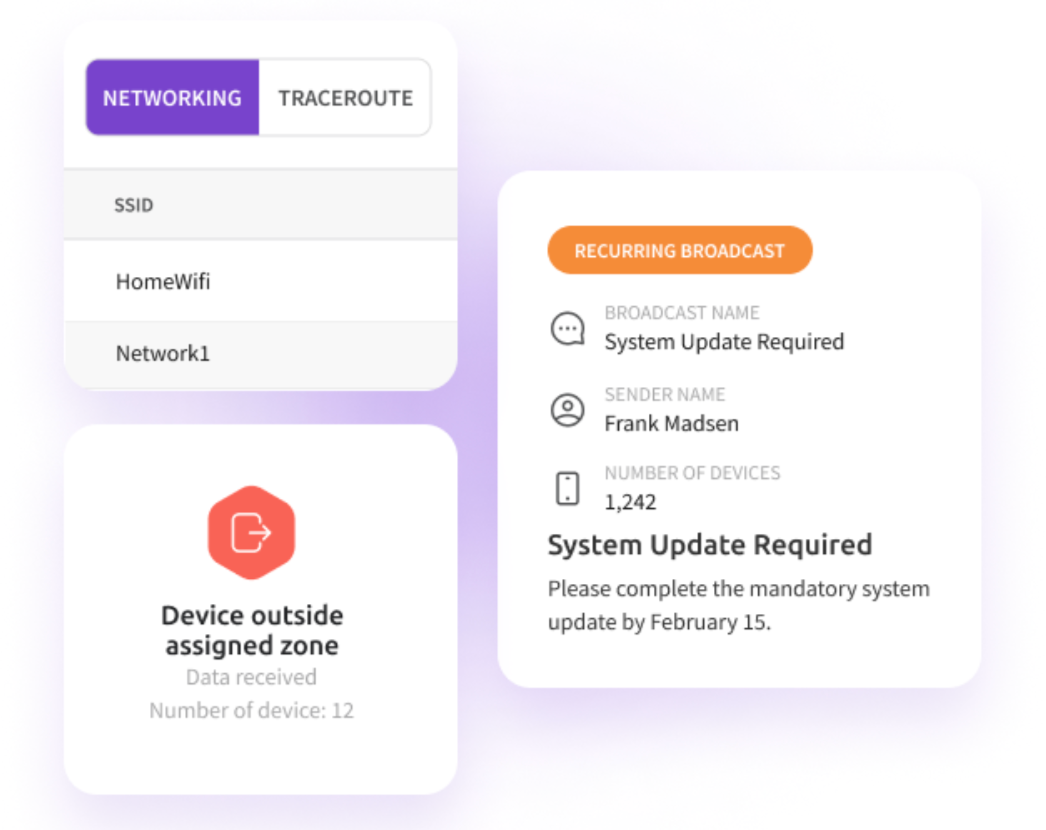 NETWORKING TRACEROUTE
SSID
HomeWifi
Network1
Device outside
assigned zone
Data received
Number of device: 12
RECURRING BROADCAST
BROADCAST NAME
System Update Required
SENDER NAME
Frank Madsen
NUMBER OF DEVICES
1,242
System Update Required
Please complete the mandatory system
update by February 15.